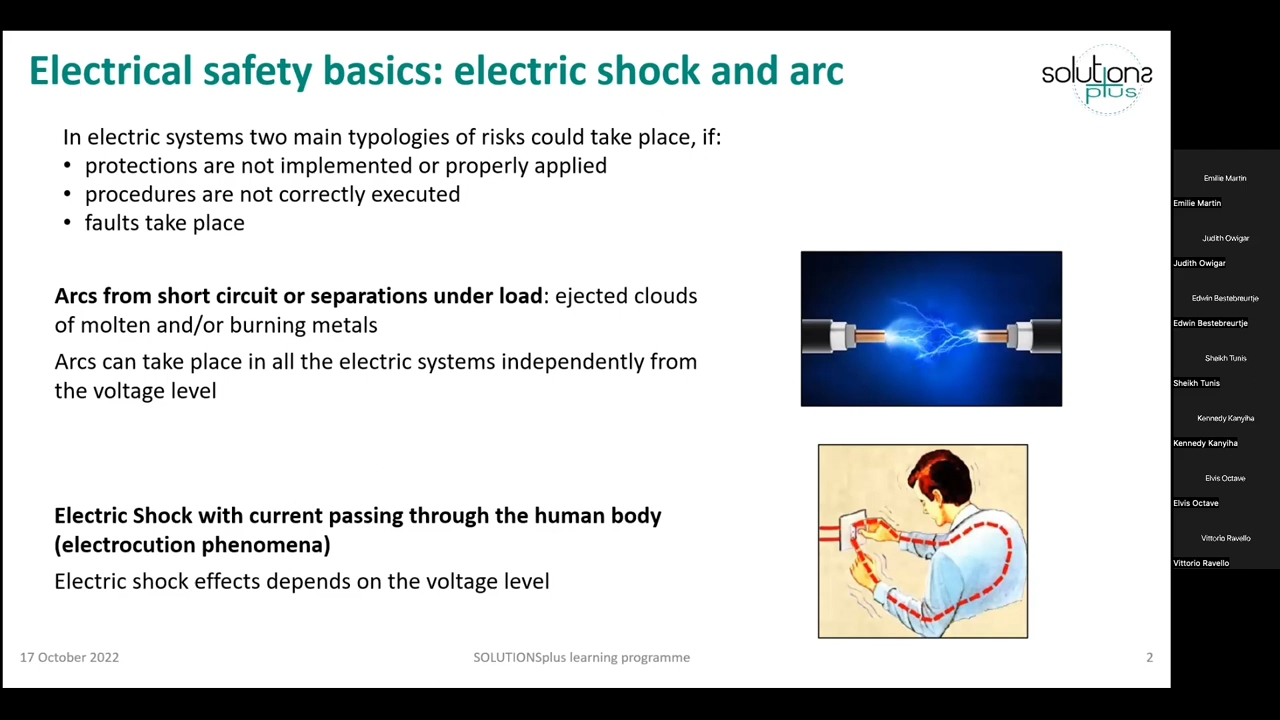 Electrical safety basics: electric shock and arc
solutions
plus
In electric systems two main typologies of risks could take place, if:
• protections are not implemented or properly applied
• procedures are not correctly executed
• faults take place
Arcs from short circuit or separations under load: ejected clouds
of molten and/or burning metals
Arcs can take place in all the electric systems independently from
the voltage level
Electric Shock with current passing through the human body
(electrocution phenomena)
Electric shock effects depends on the voltage level
17 October 2022
SOLUTIONSplus learning programme
2
Emilie Martin
Emilie Martin
Judith Owigar
Judith Owigar
Edwin Bestebreurtje
Edwin Bestebreurtje
Sheikh Tunis
Sheikh Tunis
Kennedy Kanyiha
Kennedy Kanyiha
Elvis Octave
Elvis Octave
Vittorio Ravello
Vittorio Ravello